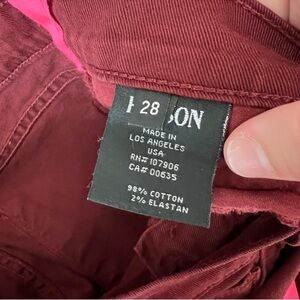 28
SON
MADE IN
LOS ANGELES
USA
RN# 107906
CA# 00635
98% COTTON
2% ELASTAN